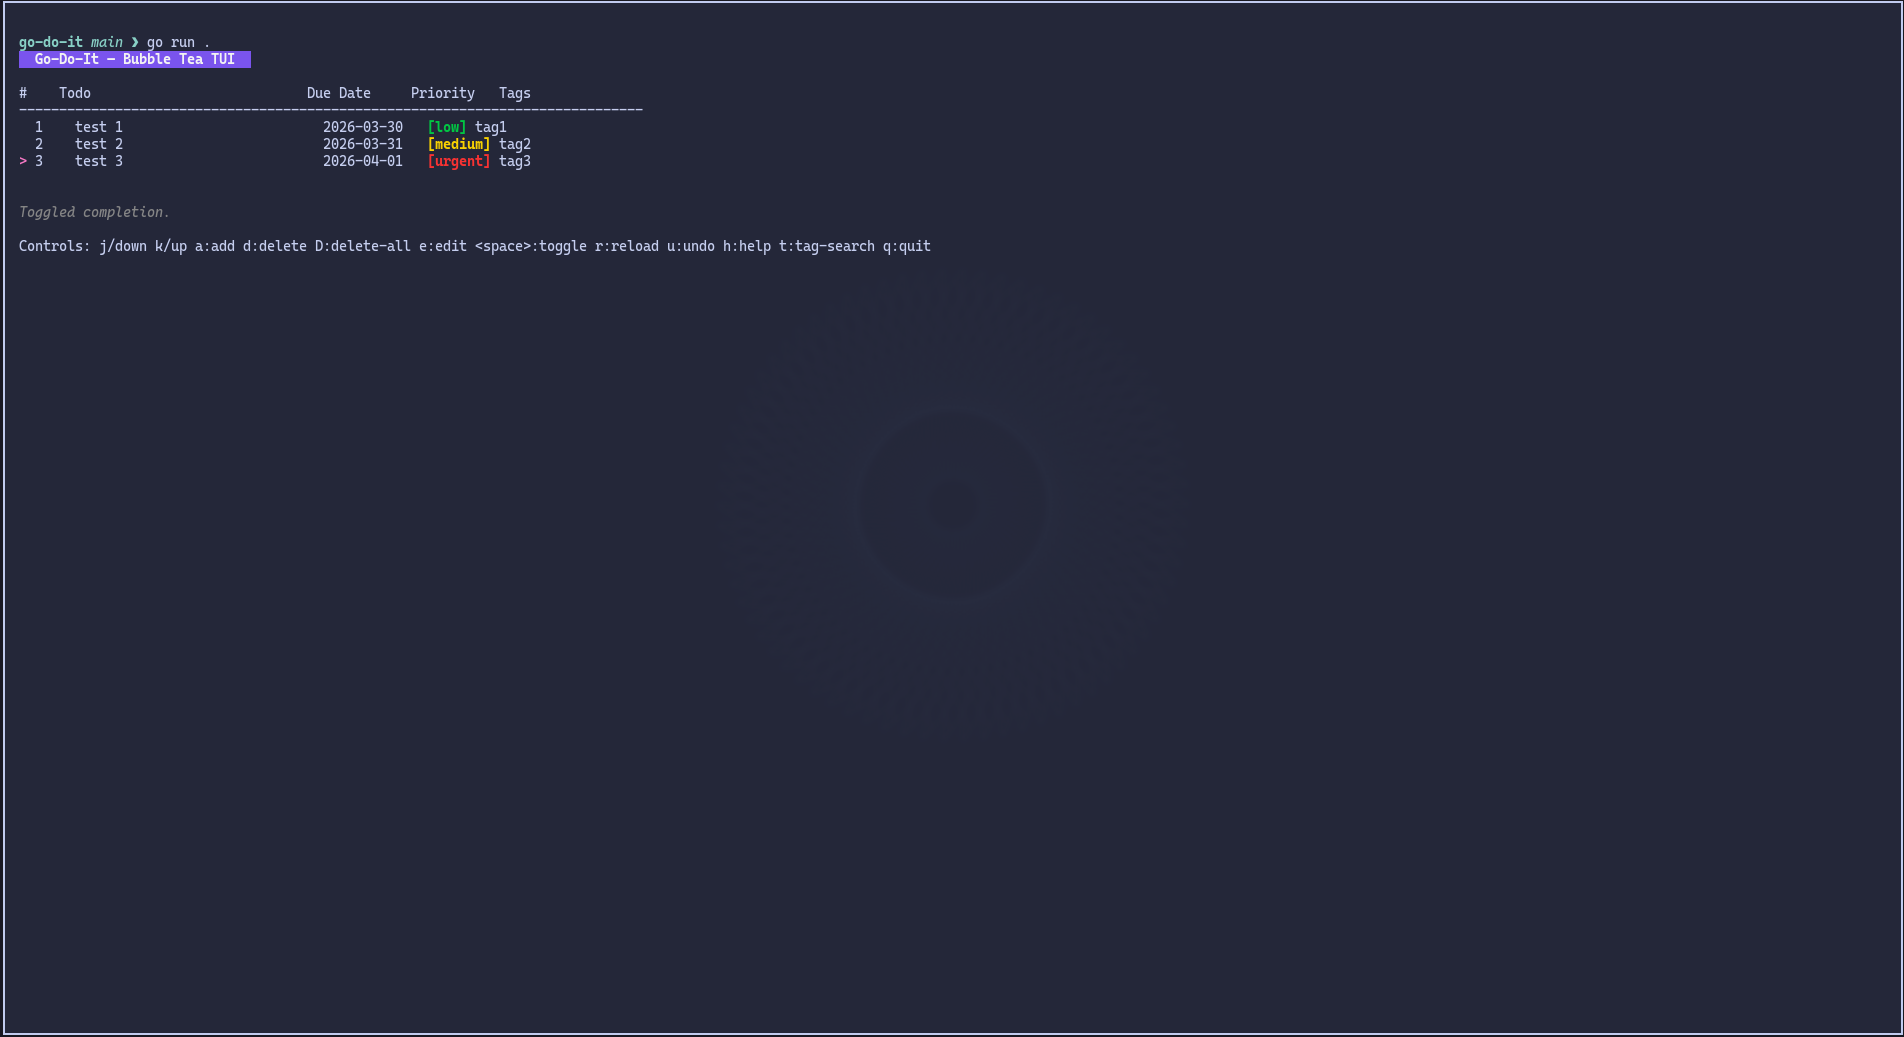 go-do-it main ❯ go run .
Go-Do-It - Bubble Tea TUI
#    Todo                           Due Date     Priority   Tags
------------------------------------------------------------------------------
  1    test 1                         2026-03-30   [low] tag1
  2    test 2                         2026-03-31   [medium] tag2
> 3    test 3                         2026-04-01   [urgent] tag3
Toggled completion.
Controls: j/down k/up a:add d:delete D:delete-all e:edit <space>:toggle r:reload u:undo h:help t:tag-search q:quit